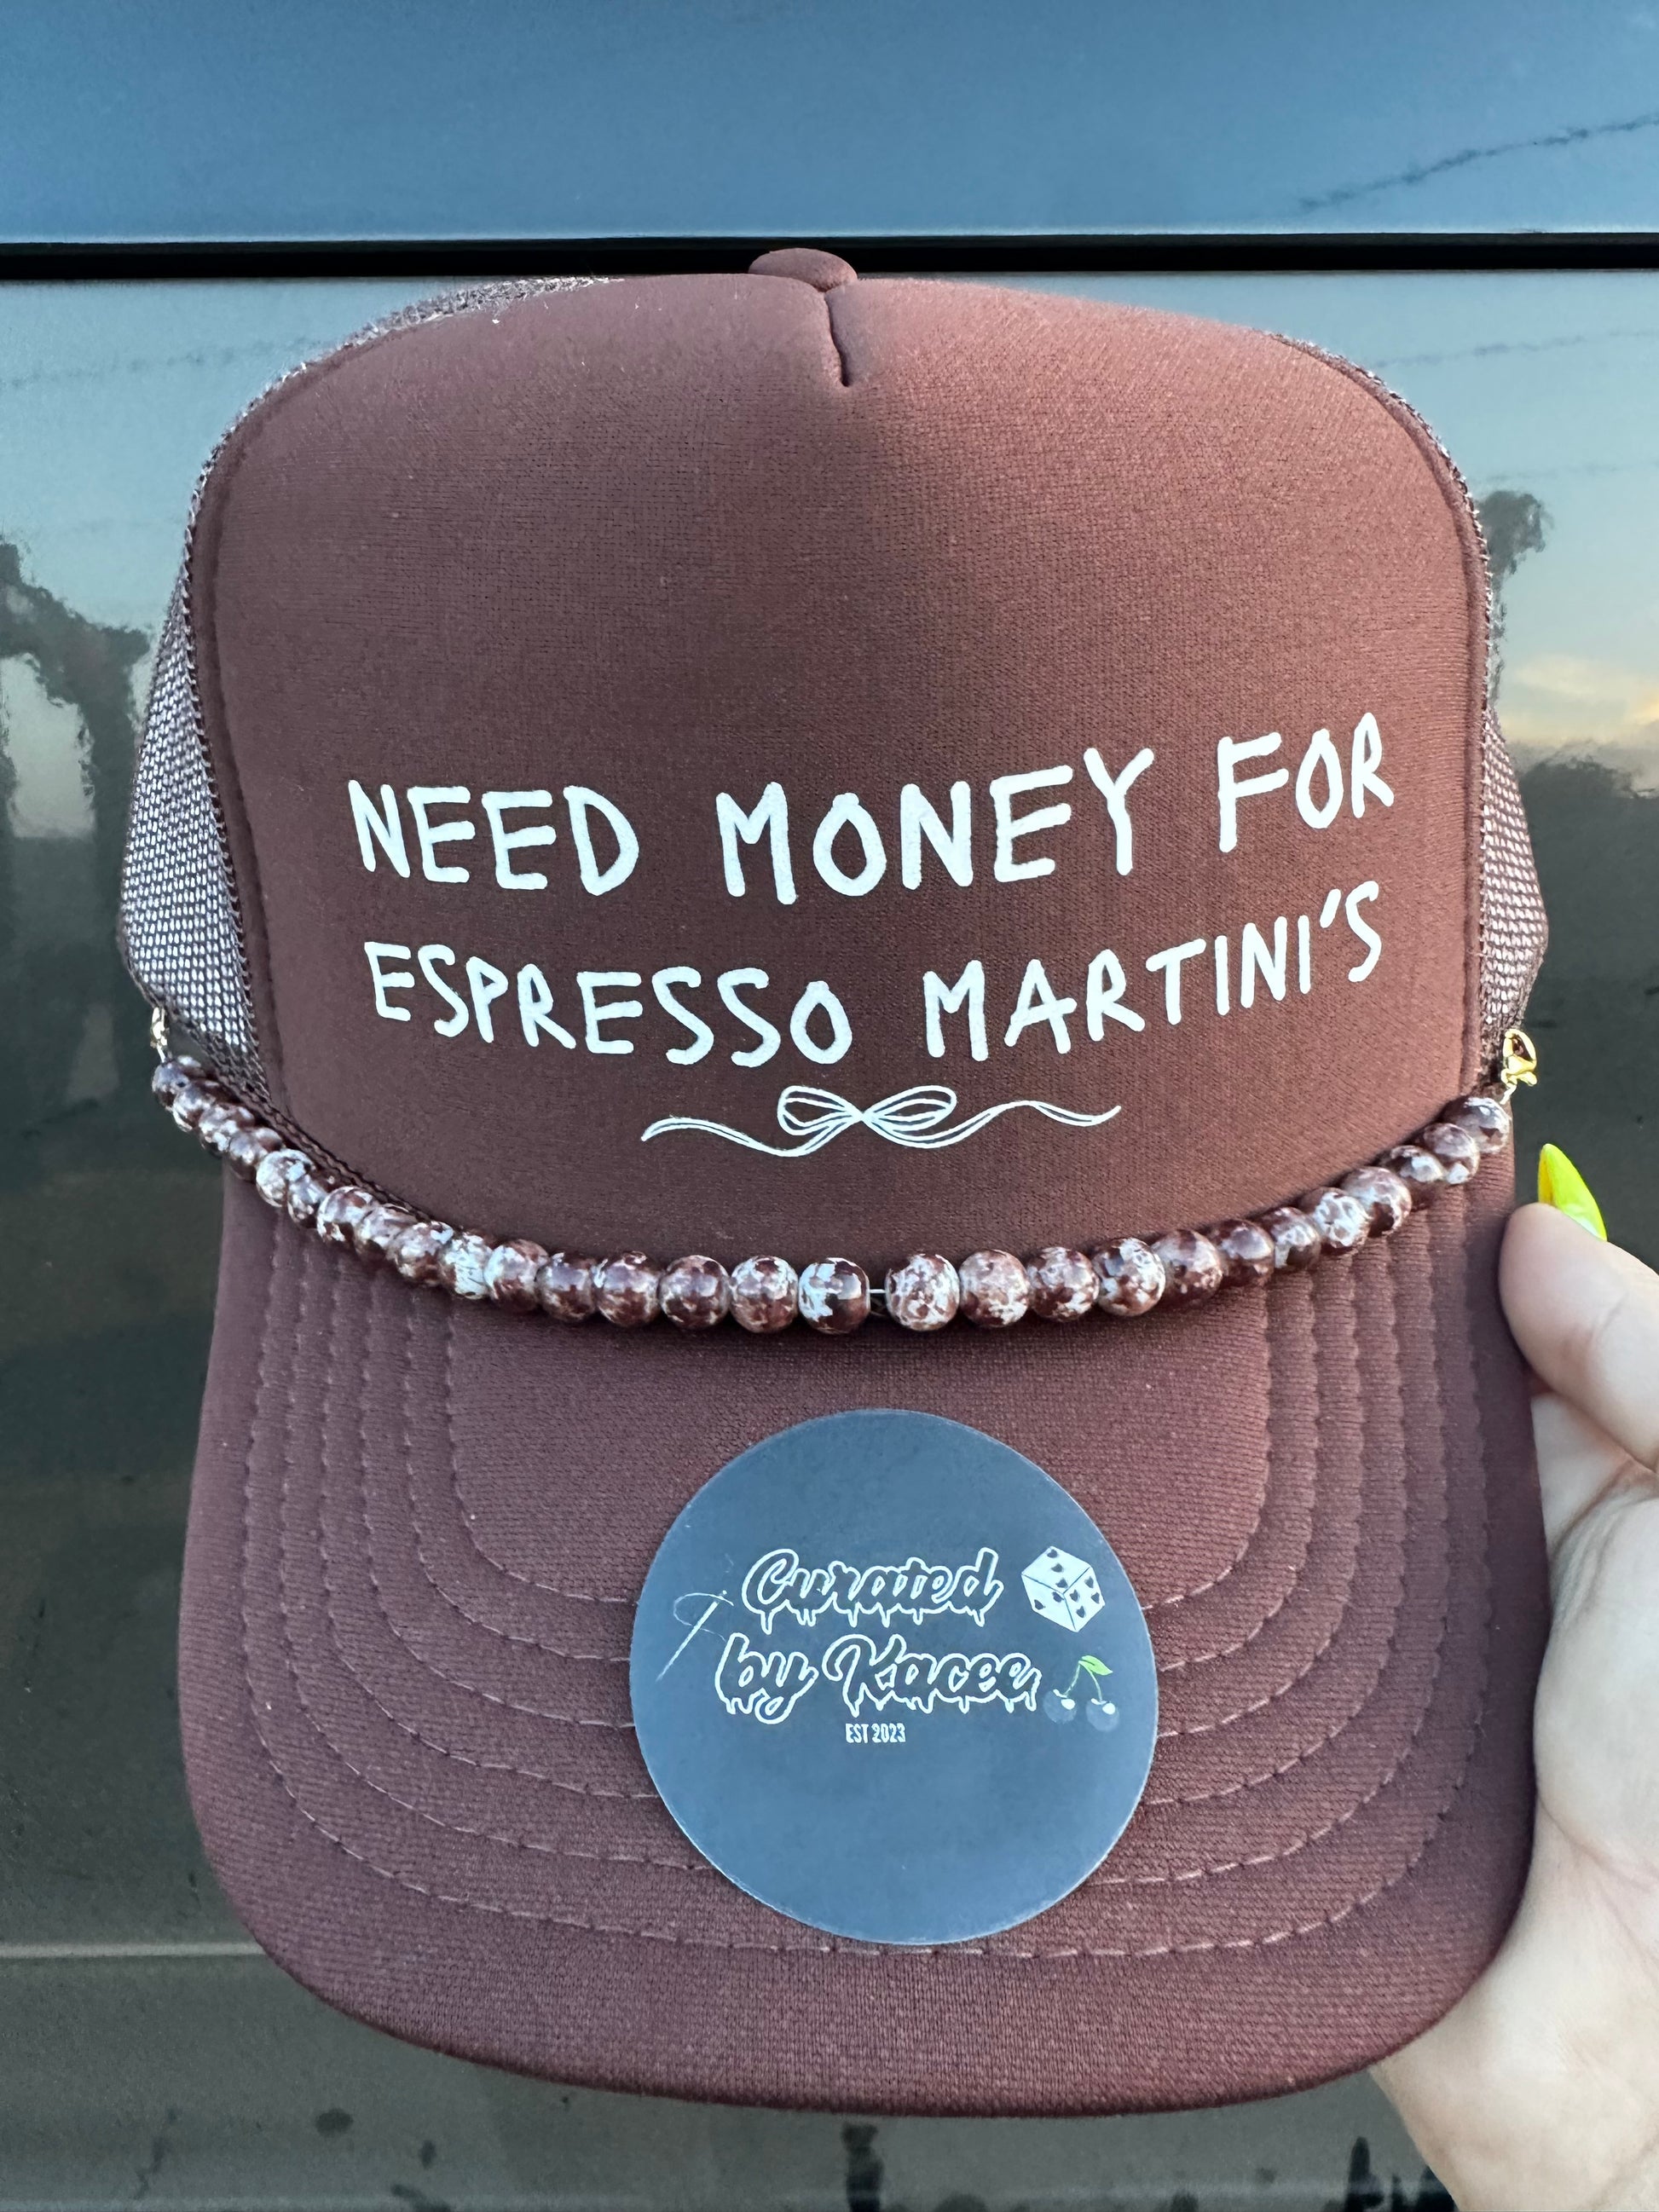 NEED MONEY FOR
ESPRESSO MARTINI'S
Curated
by Kacee
EST 2023